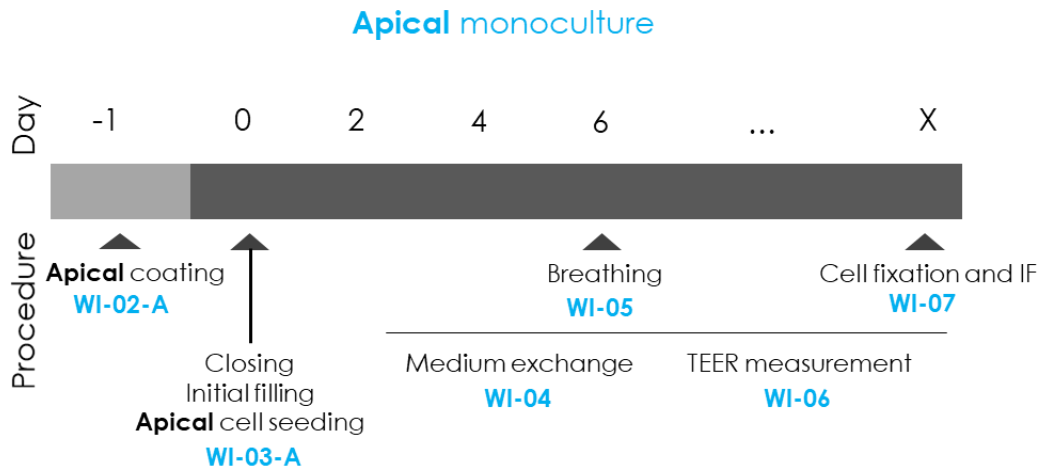 Apical monoculture
Day
-1 0 2 4 6 ... X
Procedure
Apical coating
WI-02-A
Closing
Initial filling
Apical cell seeding
WI-03-A
Breathing
WI-05
Cell fixation and IF
WI-07
Medium exchange
WI-04
TEER measurement
WI-06